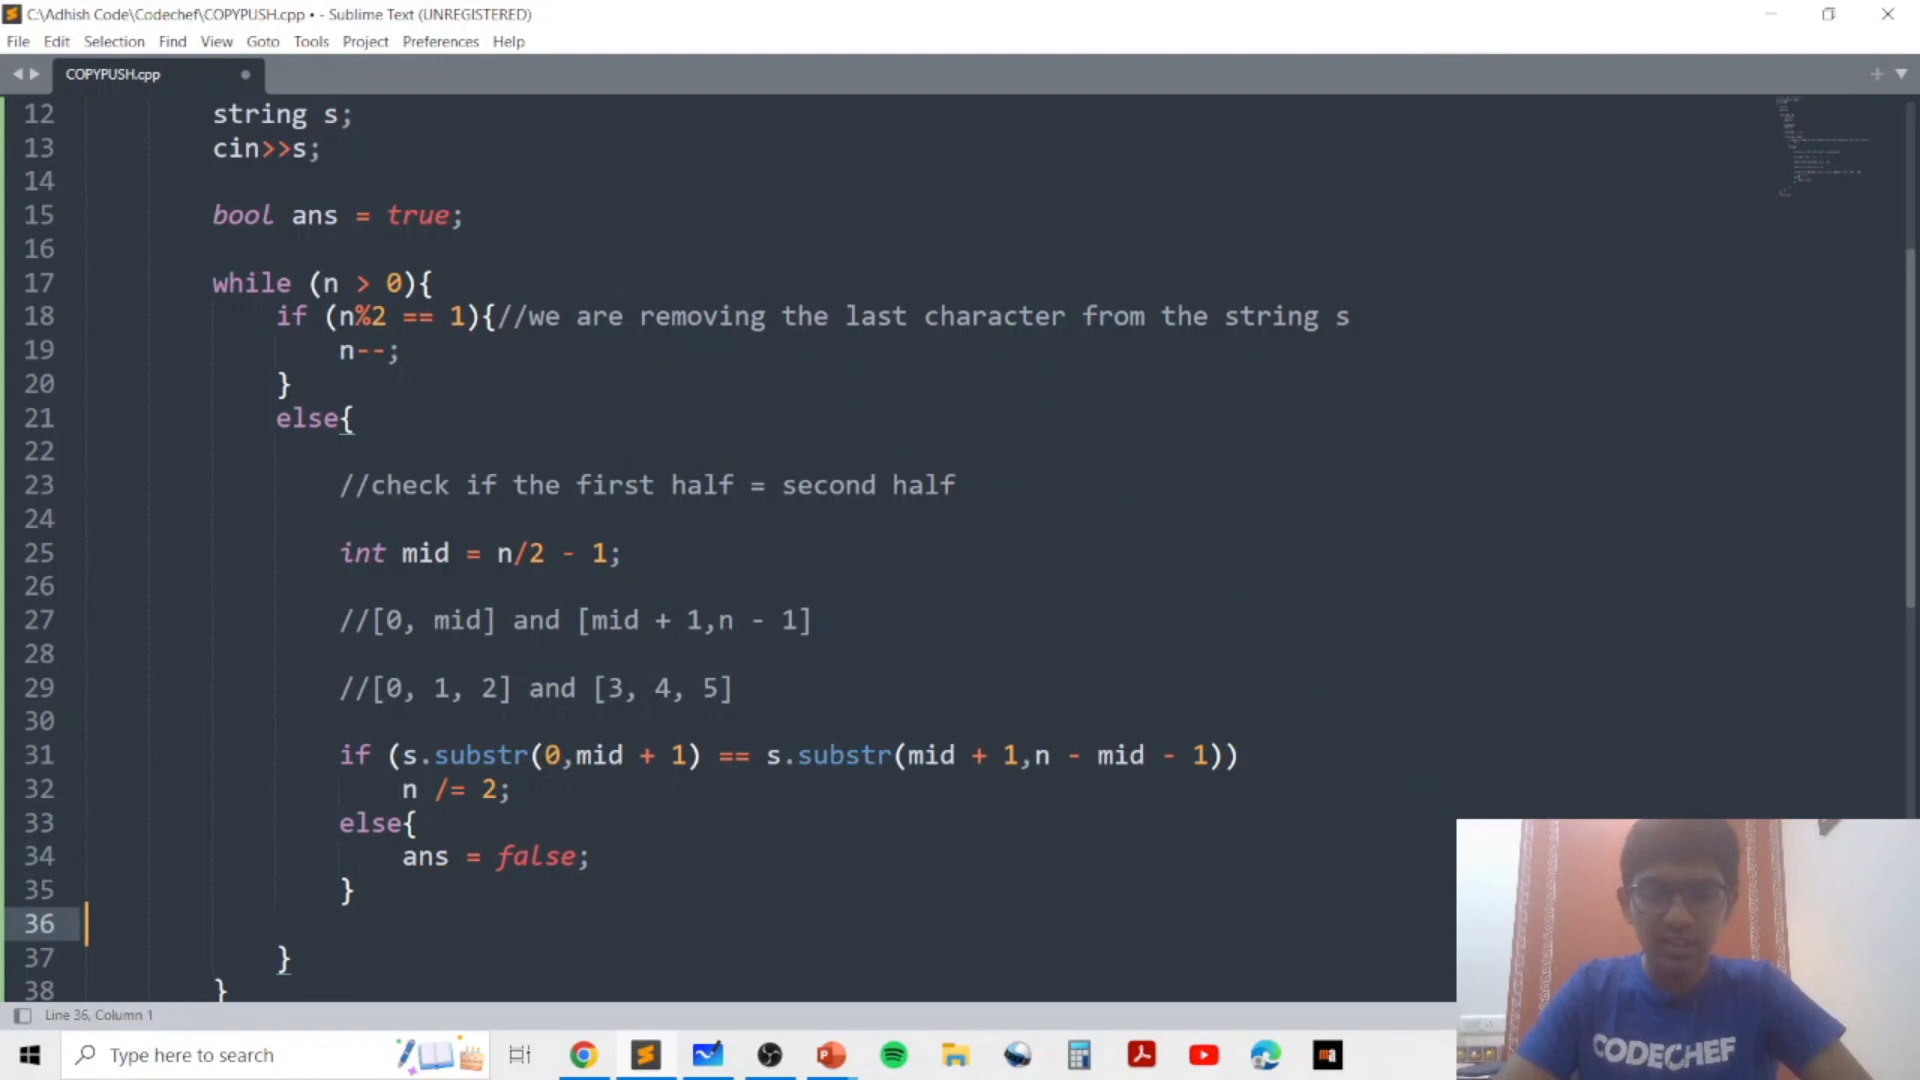 C:\Adhish Code\Codechef\COPYPUSH.cpp • - Sublime Text (UNREGISTERED)
File Edit Selection Find View Goto Tools Project Preferences Help
COPYPUSH.cpp
12 string s;
13 cin>>s;
14
15 bool ans = true;
16
17 while (n > 0){
18 if (n%2 == 1){//we are removing the last character from the string s
19 n--;
20 }
21 else{
22
23 //check if the first half = second half
24
25 int mid = n/2 - 1;
26
27 //[0, mid] and [mid + 1,n - 1]
28
29 //[0, 1, 2] and [3, 4, 5]
30
31 if (s.substr(0,mid + 1) == s.substr(mid + 1,n - mid - 1))
32 n /= 2;
33 else{
34 ans = false;
35 }
36
37 }
38 }
Line 36, Column 1
CODECHEF
Type here to search
ma